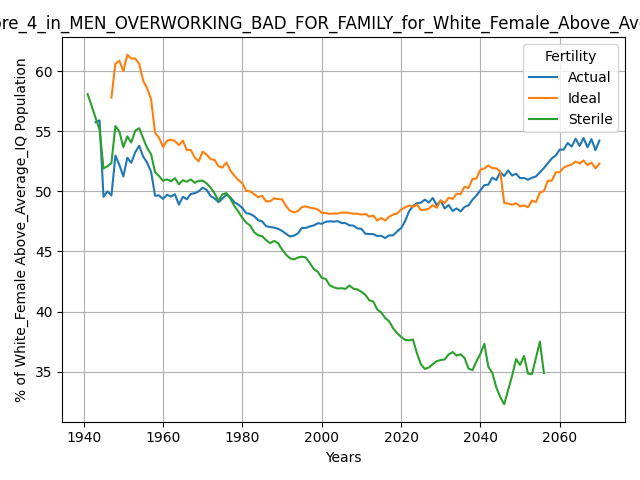 ore_4_in_MEN_OVERWORKING_BAD_FOR_FAMILY_for_White_Female_Above_Ave
Fertility
Actual
Ideal
Sterile
% of White_Female Above_Average_IQ Population
60
55
50
45
40
35
1940
1960
1980
2000
2020
2040
2060
Years